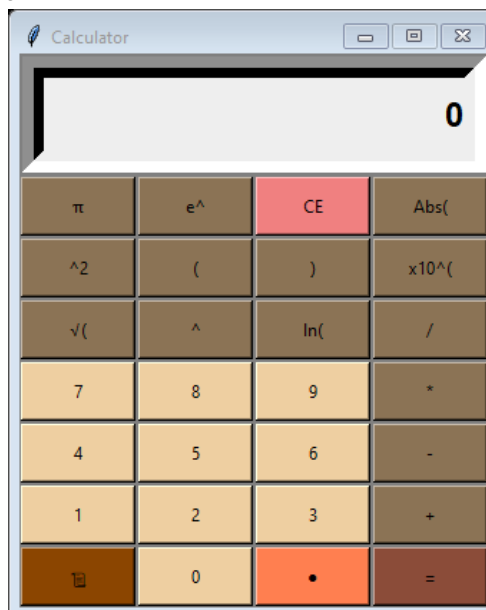 Calculator
0
π e^ CE Abs(
^2 ( ) x10^(
√( ^ ln( /
7 8 9 *
4 5 6 -
1 2 3 +
0 • =